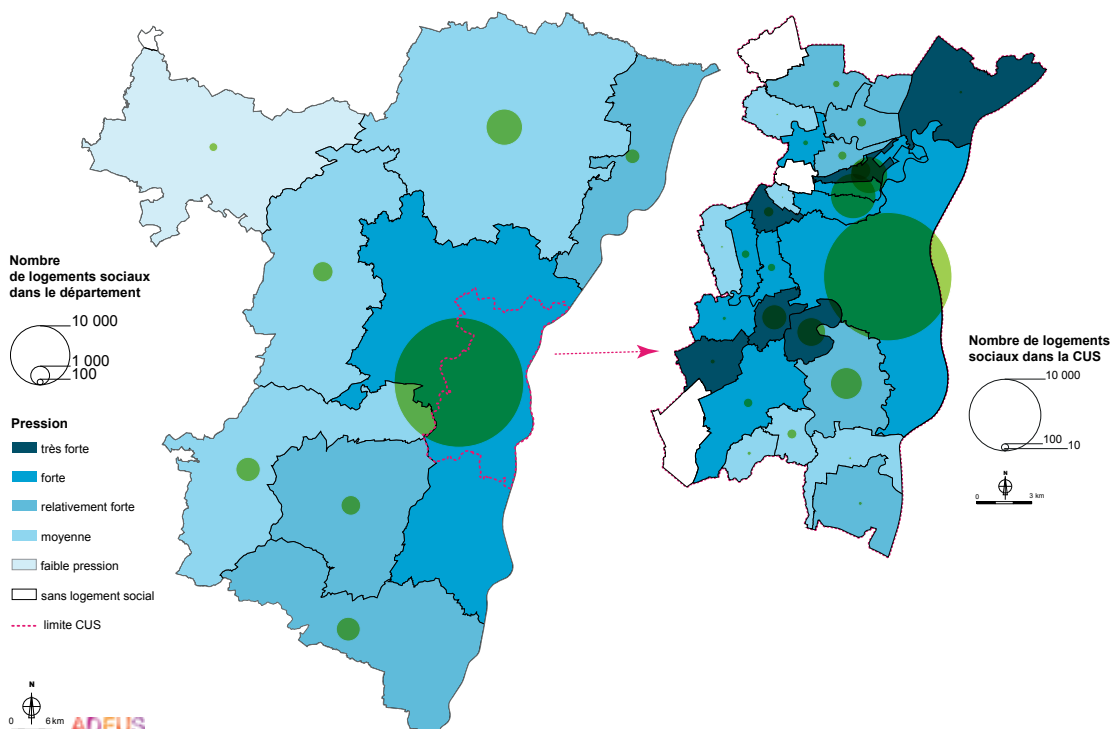 Nombre
de logements sociaux
dans le département
10 000
1 000
100
Pression
très forte
forte
relativement forte
moyenne
faible pression
sans logement social
limite CUS
N
0 6 km
ADEUS
Nombre de logements
sociaux dans la CUS
10 000
100
10
N
0 3 km